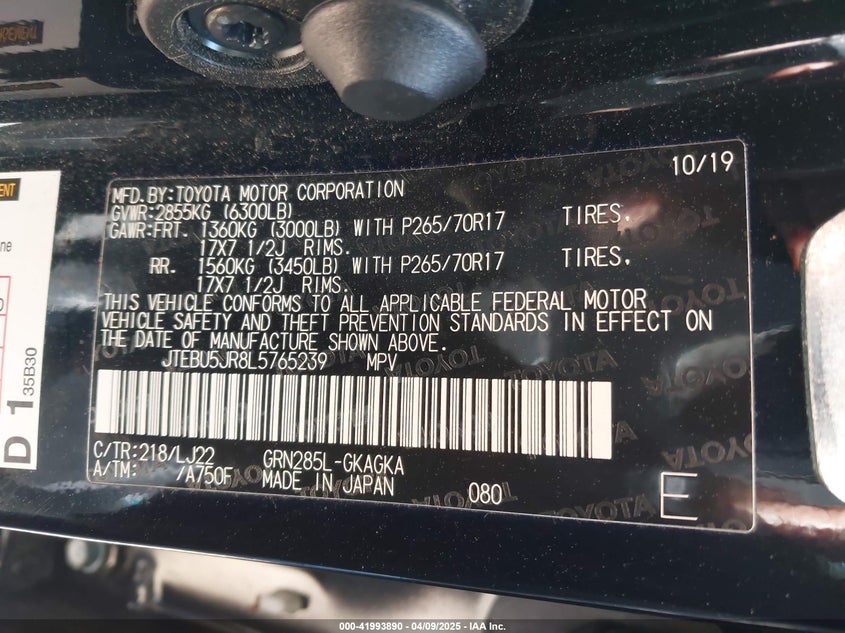 10/19
MFD.BY:TOYOTA MOTOR CORPORATION
GVWR:2855KG (6300LB)
GAWR:FRT. 1360KG (3000LB) WITH P265/70R17 TIRES.
17X7 1/2J RIMS.
RR. 1560KG (3450LB) WITH P265/70R17 TIRES.
17X7 1/2J RIMS.
THIS VEHICLE CONFORMS TO ALL APPLICABLE FEDERAL MOTOR
VEHICLE SAFETY AND THEFT PREVENTION STANDARDS IN EFFECT ON
THE DATE OF MANUFACTURE SHOWN ABOVE.
JTEBU5JR8L5765239 MPV
C/TR:218/LJ22 GRN285L-GKAGKA
A/TM: /A750F MADE IN JAPAN 080 E
D 1 35B30
TOYOTA
000-41993890 - 04/09/2025 - IAA Inc.